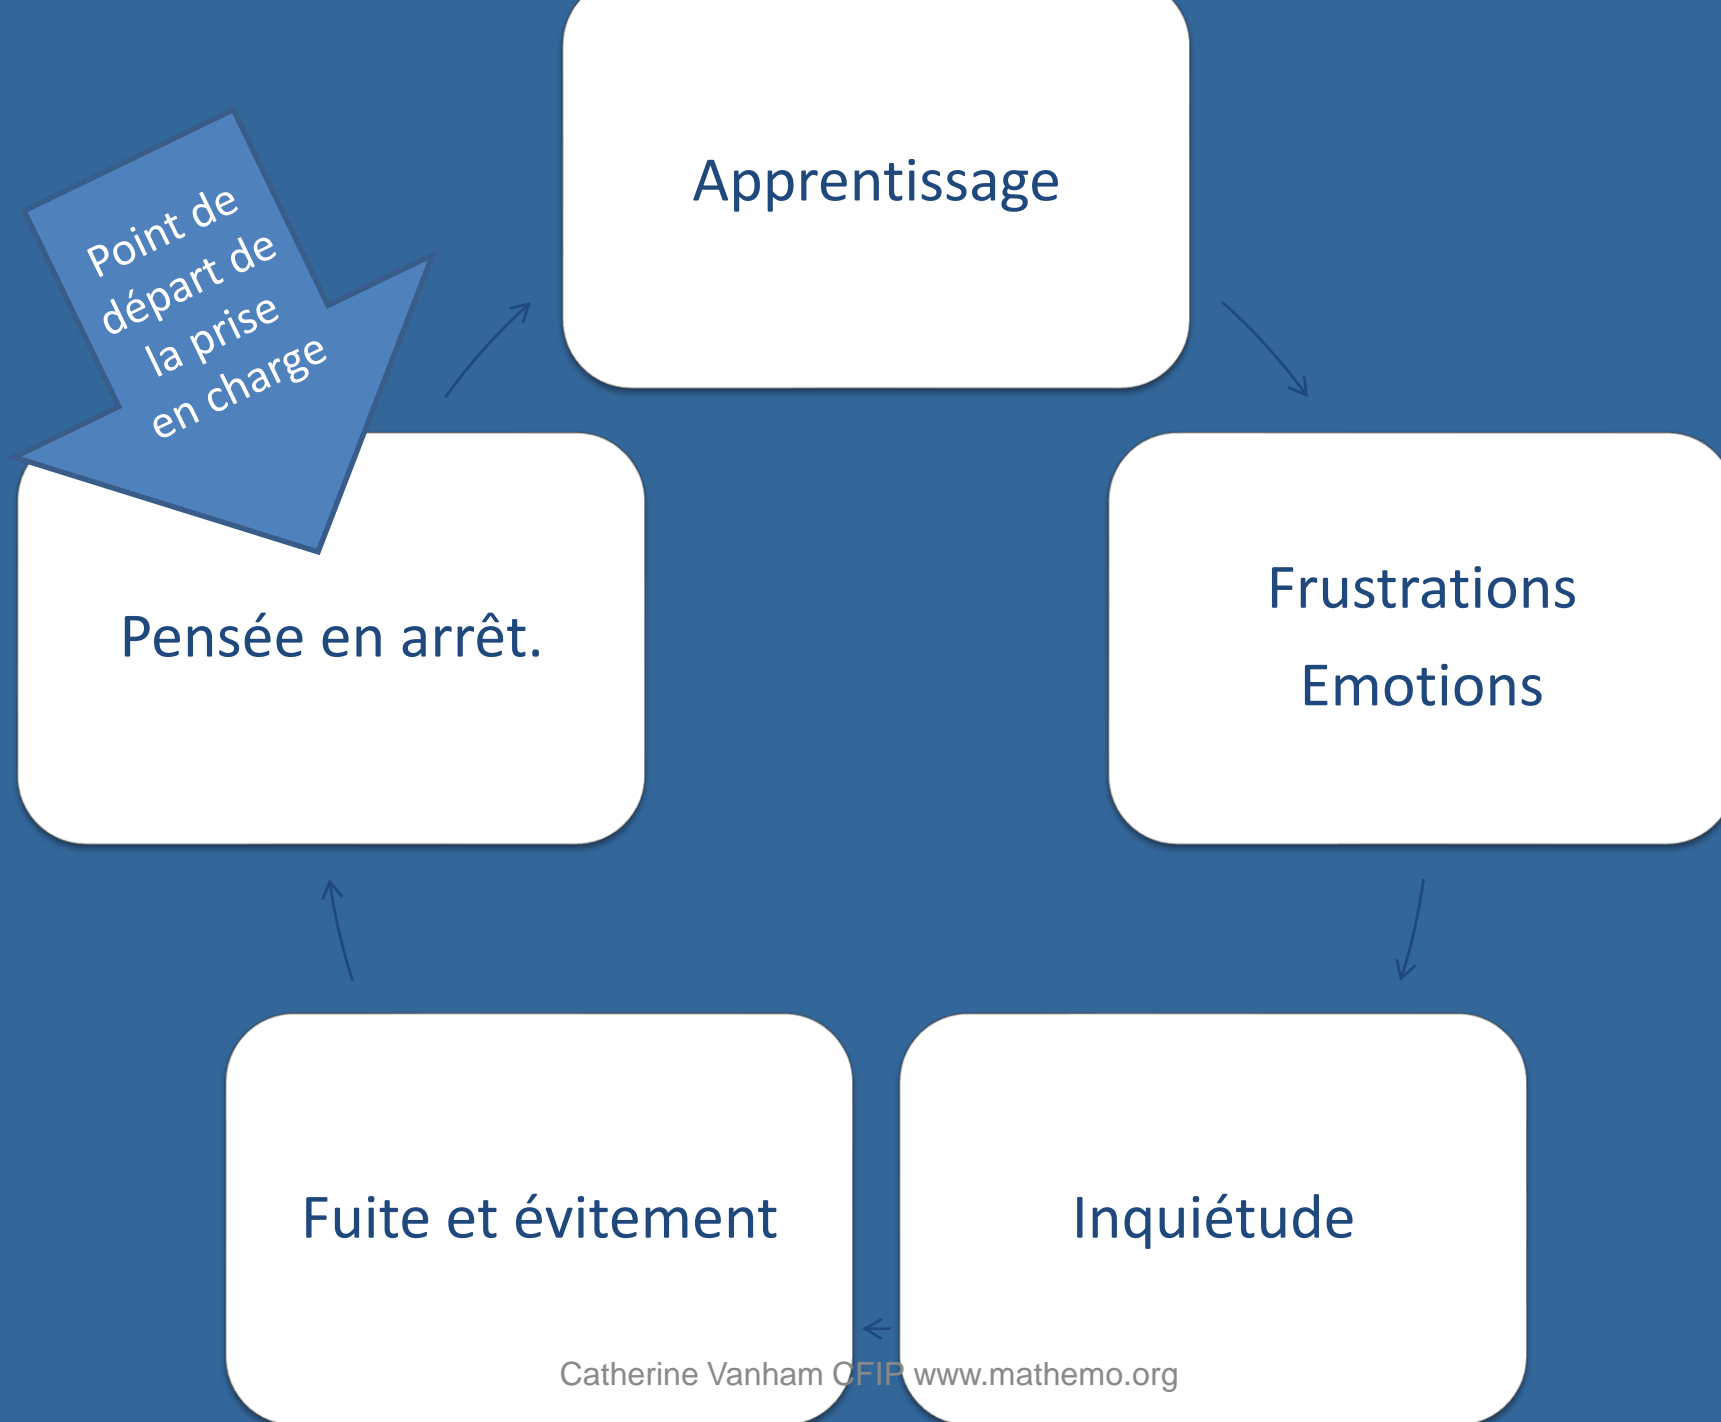 Apprentissage
Point de
départ de
la prise
en charge
Pensée en arrêt.
Frustrations
Emotions
Fuite et évitement
Inquiétude
Catherine Vanham CFIP www.mathemo.org